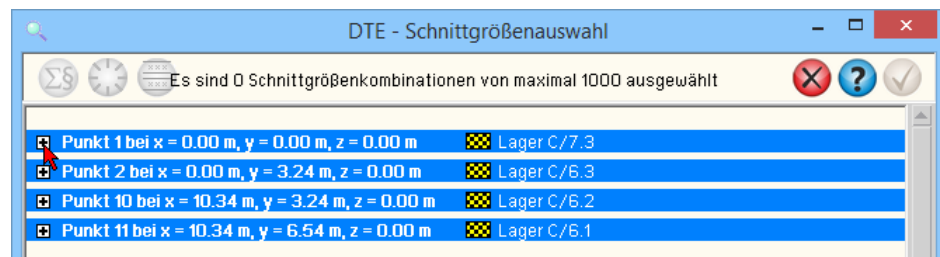 DTE - Schnittgrößenauswahl
Es sind 0 Schnittgrößenkombinationen von maximal 1000 ausgewählt
Punkt 1 bei x = 0.00 m, y = 0.00 m, z = 0.00 m Lager C/7.3
Punkt 2 bei x = 0.00 m, y = 3.24 m, z = 0.00 m Lager C/6.3
Punkt 10 bei x = 10.34 m, y = 3.24 m, z = 0.00 m Lager C/6.2
Punkt 11 bei x = 10.34 m, y = 6.54 m, z = 0.00 m Lager C/6.1